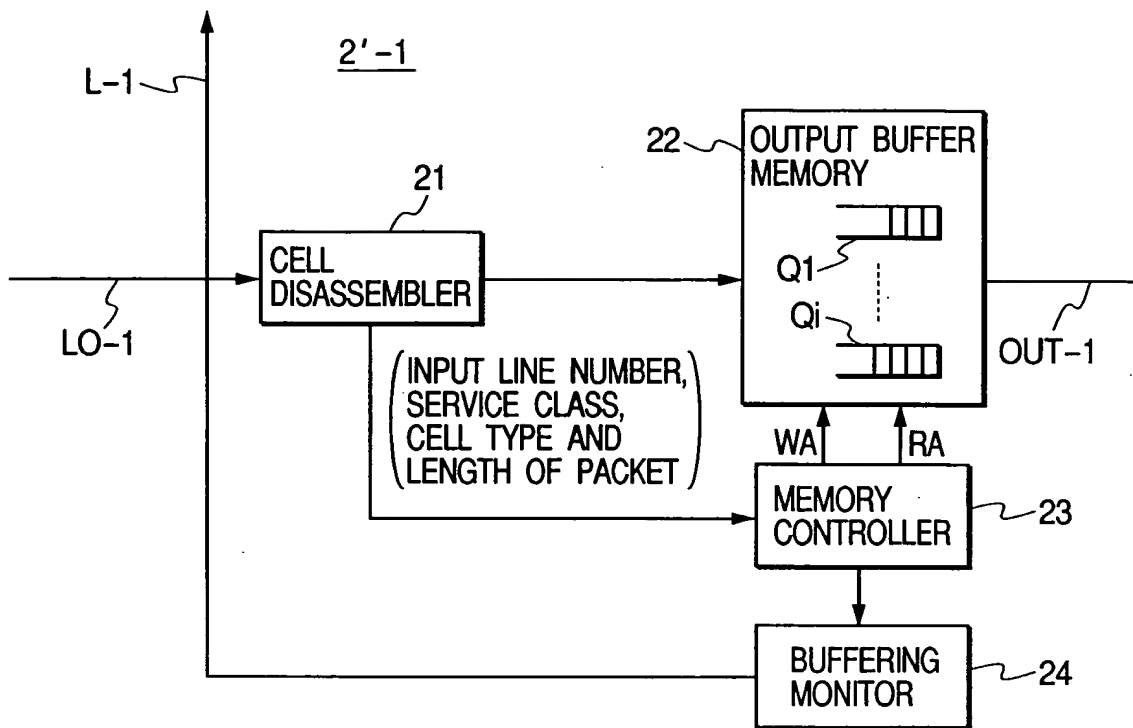 2'-1
L-1
22
OUTPUT BUFFER
MEMORY
21
CELL
DISASSEMBLER
Q1
Qi
LO-1
OUT-1
(INPUT LINE NUMBER,
SERVICE CLASS,
CELL TYPE AND
LENGTH OF PACKET)
WA
RA
MEMORY
CONTROLLER
23
BUFFERING
MONITOR
24